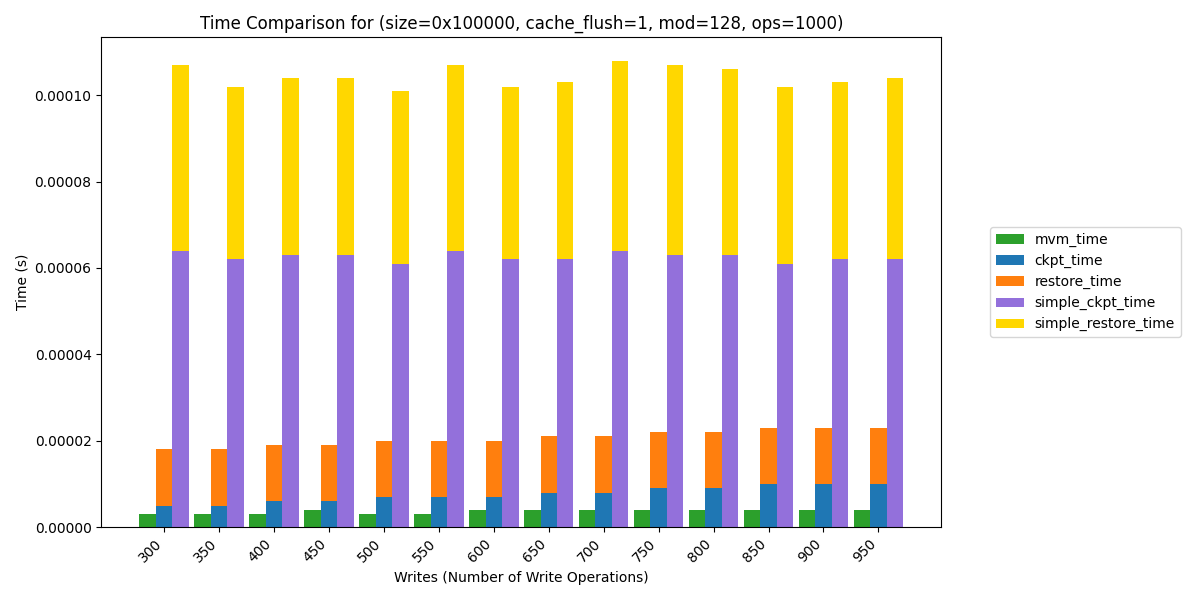 Time Comparison for (size=0x100000, cache_flush=1, mod=128, ops=1000)
Time (s)
0.00010
0.00008
0.00006
0.00004
0.00002
0.00000
300 350 400 450 500 550 600 650 700 750 800 850 900 950
Writes (Number of Write Operations)
mvm_time
ckpt_time
restore_time
simple_ckpt_time
simple_restore_time